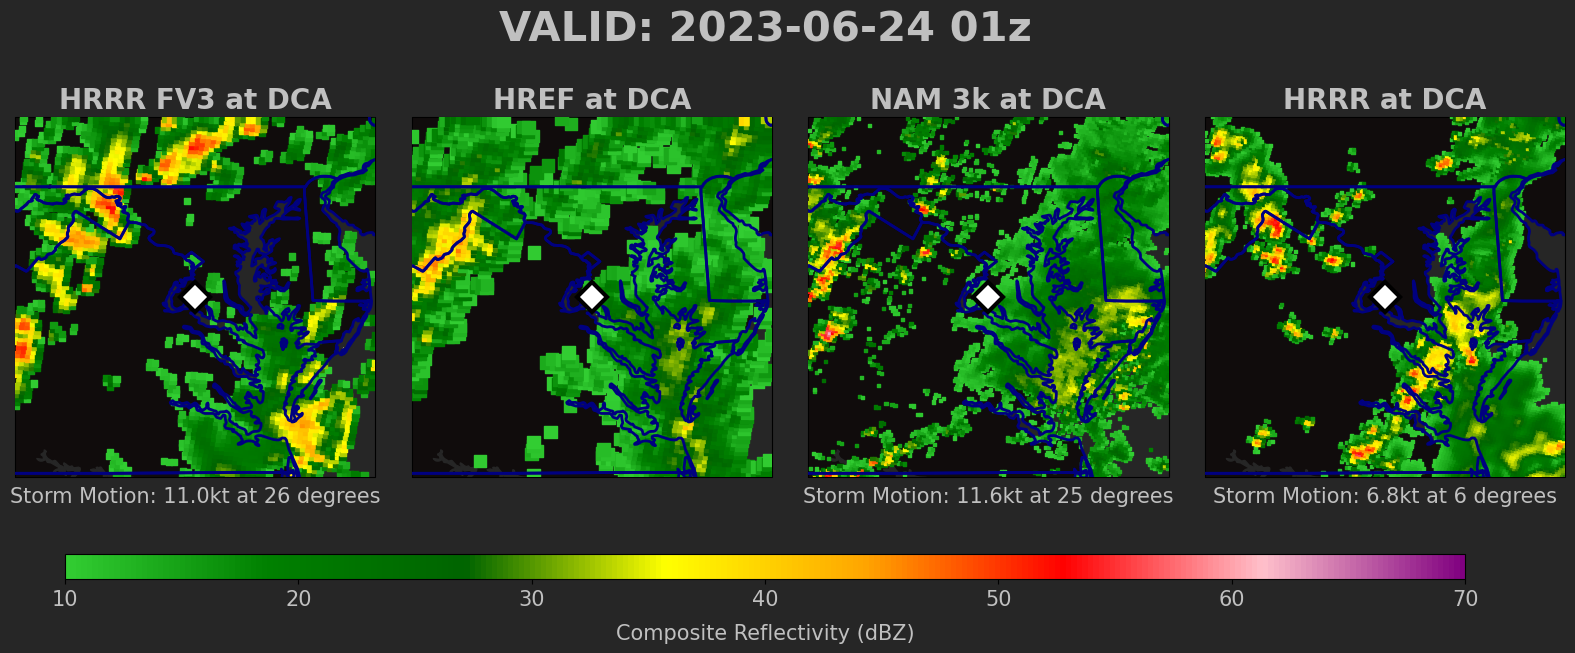 VALID: 2023-06-24 01z
HRRR FV3 at DCA
HREF at DCA
NAM 3k at DCA
HRRR at DCA
Storm Motion: 11.0kt at 26 degrees
Storm Motion: 11.6kt at 25 degrees
Storm Motion: 6.8kt at 6 degrees
10 20 30 40 50 60 70
Composite Reflectivity (dBZ)